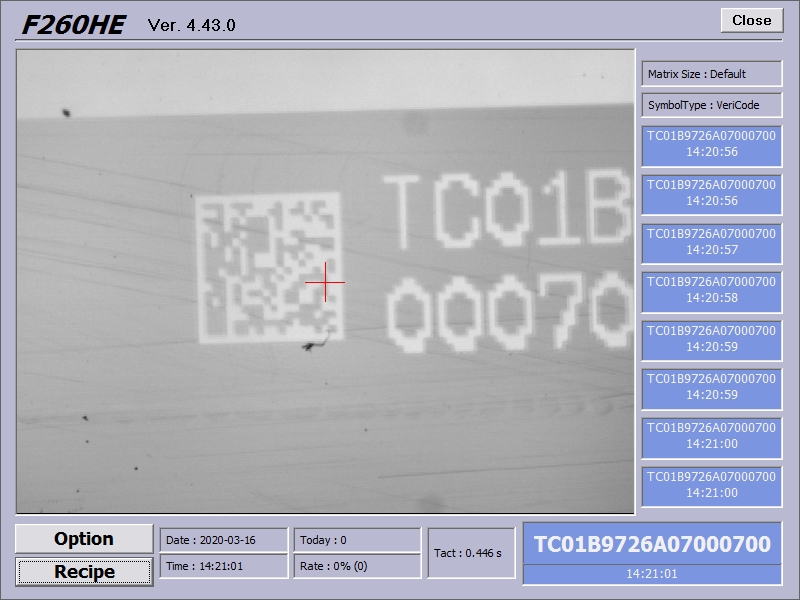 F260HE Ver. 4.43.0
Close
TC01B
00070
Matrix Size : Default
SymbolType : VeriCode
TC01B9726A07000700
14:20:56
TC01B9726A07000700
14:20:56
TC01B9726A07000700
14:20:57
TC01B9726A07000700
14:20:58
TC01B9726A07000700
14:20:59
TC01B9726A07000700
14:20:59
TC01B9726A07000700
14:21:00
TC01B9726A07000700
14:21:00
Option
Recipe
Date : 2020-03-16
Time : 14:21:01
Today : 0
Rate : 0% (0)
Tact : 0.446 s
TC01B9726A07000700
14:21:01